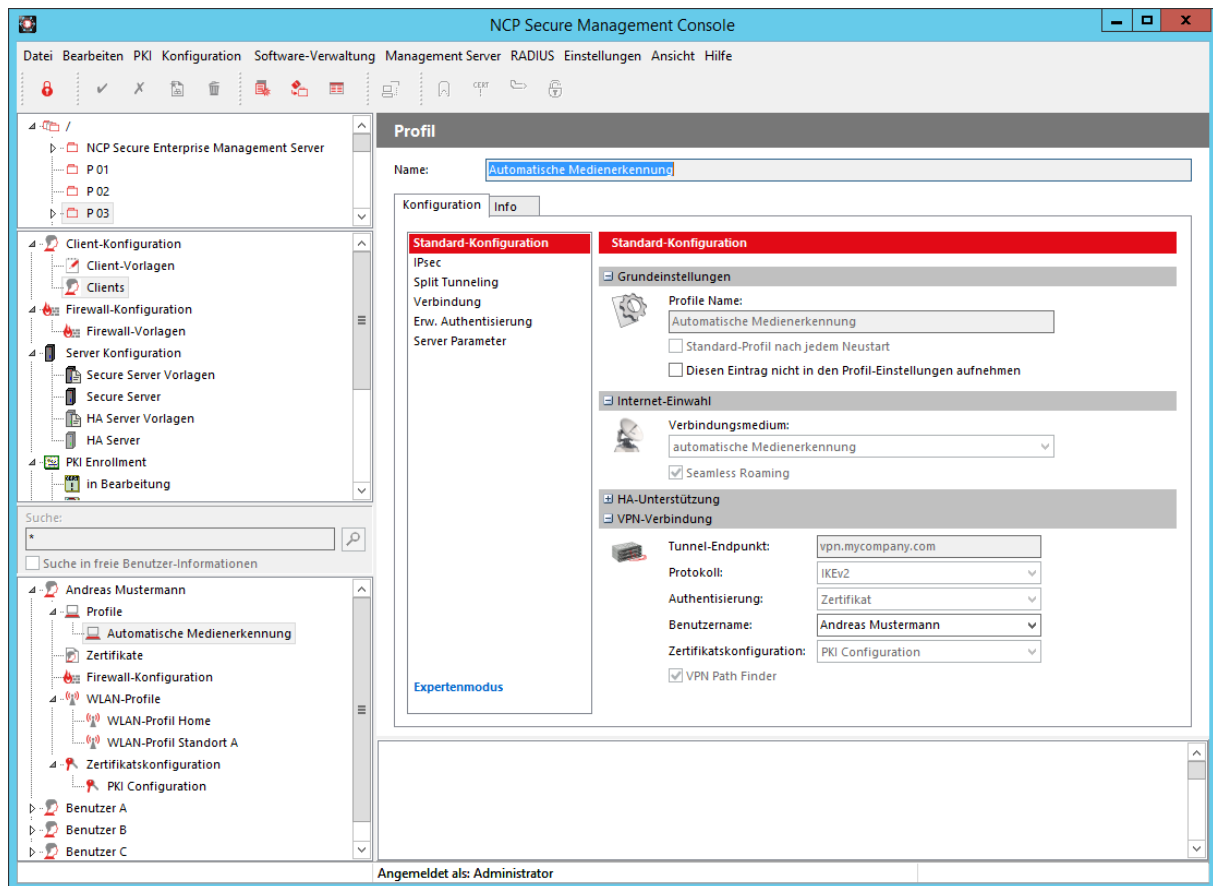 NCP Secure Management Console
Datei Bearbeiten PKI Konfiguration Software-Verwaltung Management Server RADIUS Einstellungen Ansicht Hilfe
CERT
/
NCP Secure Enterprise Management Server
P 01
P 02
P 03
Client-Konfiguration
Client-Vorlagen
Clients
Firewall-Konfiguration
Firewall-Vorlagen
Server Konfiguration
Secure Server Vorlagen
Secure Server
HA Server Vorlagen
HA Server
PKI Enrollment
in Bearbeitung
Suche:
*
Suche in freie Benutzer-Informationen
Andreas Mustermann
Profile
Automatische Medienerkennung
Zertifikate
Firewall-Konfiguration
WLAN-Profile
WLAN-Profil Home
WLAN-Profil Standort A
Zertifikatskonfiguration
PKI Configuration
Benutzer A
Benutzer B
Benutzer C
Profil
Name: Automatische Medienerkennung
Konfiguration Info
Standard-Konfiguration
IPsec
Split Tunneling
Verbindung
Erw. Authentisierung
Server Parameter
Expertenmodus
Standard-Konfiguration
Grundeinstellungen
Profile Name:
Automatische Medienerkennung
Standard-Profil nach jedem Neustart
Diesen Eintrag nicht in den Profil-Einstellungen aufnehmen
Internet-Einwahl
Verbindungsmedium:
automatische Medienerkennung
Seamless Roaming
HA-Unterstützung
VPN-Verbindung
Tunnel-Endpunkt: vpn.mycompany.com
Protokoll: IKEv2
Authentisierung: Zertifikat
Benutzername: Andreas Mustermann
Zertifikatskonfiguration: PKI Configuration
VPN Path Finder
Angemeldet als: Administrator